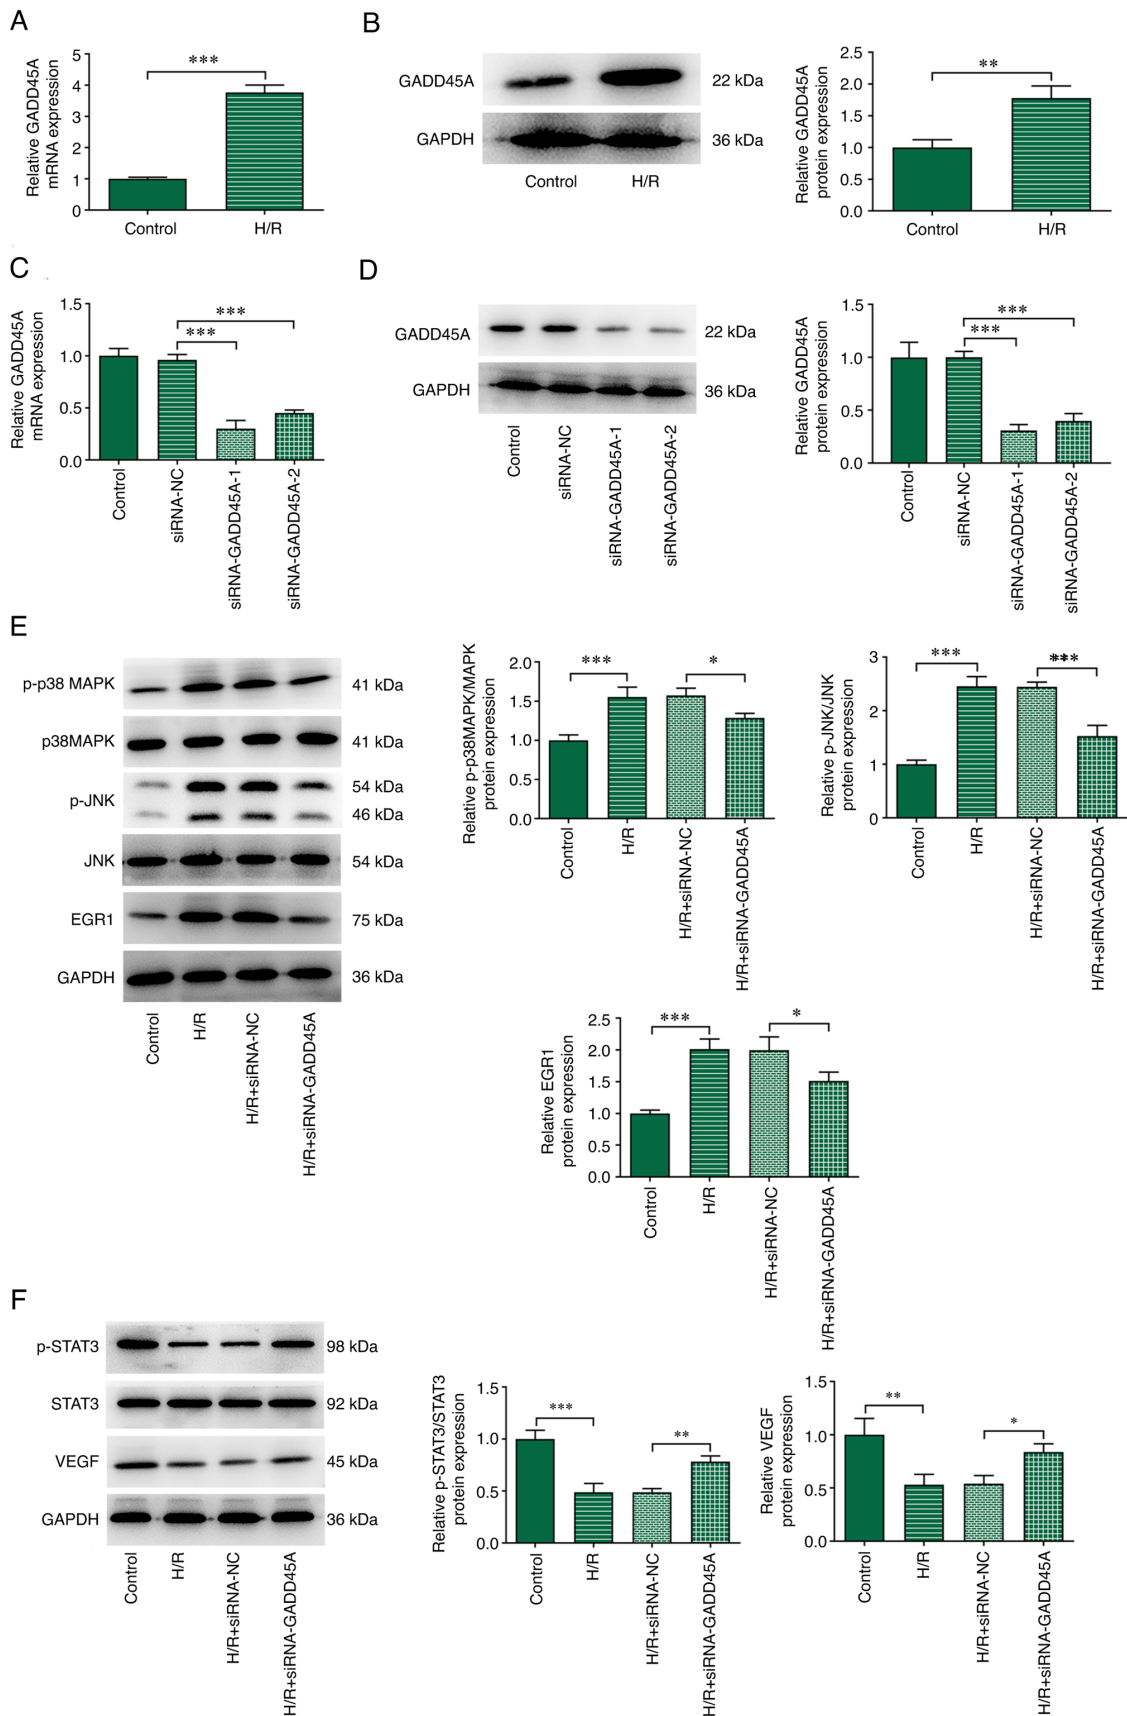 A
Relative GADD45A
mRNA expression
5
4
3
2
1
0
***
Control
H/R
B
GADD45A
22 kDa
GAPDH
36 kDa
Control
H/R
Relative GADD45A
protein expression
2.5
2.0
1.5
1.0
0.5
0.0
**
Control
H/R
C
Relative GADD45A
mRNA expression
1.5
1.0
0.5
0.0
***
***
Control
siRNA-NC
siRNA-GADD45A-1
siRNA-GADD45A-2
D
GADD45A
22 kDa
GAPDH
36 kDa
Control
siRNA-NC
siRNA-GADD45A-1
siRNA-GADD45A-2
Relative GADD45A
protein expression
1.5
1.0
0.5
0.0
***
***
Control
siRNA-NC
siRNA-GADD45A-1
siRNA-GADD45A-2
E
p-p38 MAPK
41 kDa
p38MAPK
41 kDa
p-JNK
54 kDa
46 kDa
JNK
54 kDa
EGR1
75 kDa
GAPDH
36 kDa
Control
H/R
H/R+siRNA-NC
H/R+siRNA-GADD45A
Relative p-p38MAPK/MAPK
protein expression
2.0
1.5
1.0
0.5
0.0
***
*
Control
H/R
H/R+siRNA-NC
H/R+siRNA-GADD45A
Relative p-JNK/JNK
protein expression
3
2
1
0
***
Control
H/R
H/R+siRNA-NC
H/R+siRNA-GADD45A
Relative EGR1
protein expression
2.5
2.0
1.5
1.0
0.5
0.0
***
*
Control
H/R
H/R+siRNA-NC
H/R+siRNA-GADD45A
F
p-STAT3
98 kDa
STAT3
92 kDa
VEGF
45 kDa
GAPDH
36 kDa
Control
H/R
H/R+siRNA-NC
H/R+siRNA-GADD45A
Relative p-STAT3/STAT3
protein expression
1.5
1.0
0.5
0.0
***
**
Control
H/R
H/R+siRNA-NC
H/R+siRNA-GADD45A
Relative VEGF
protein expression
1.5
1.0
0.5
0.0
**
*
Control
H/R
H/R+siRNA-NC
H/R+siRNA-GADD45A